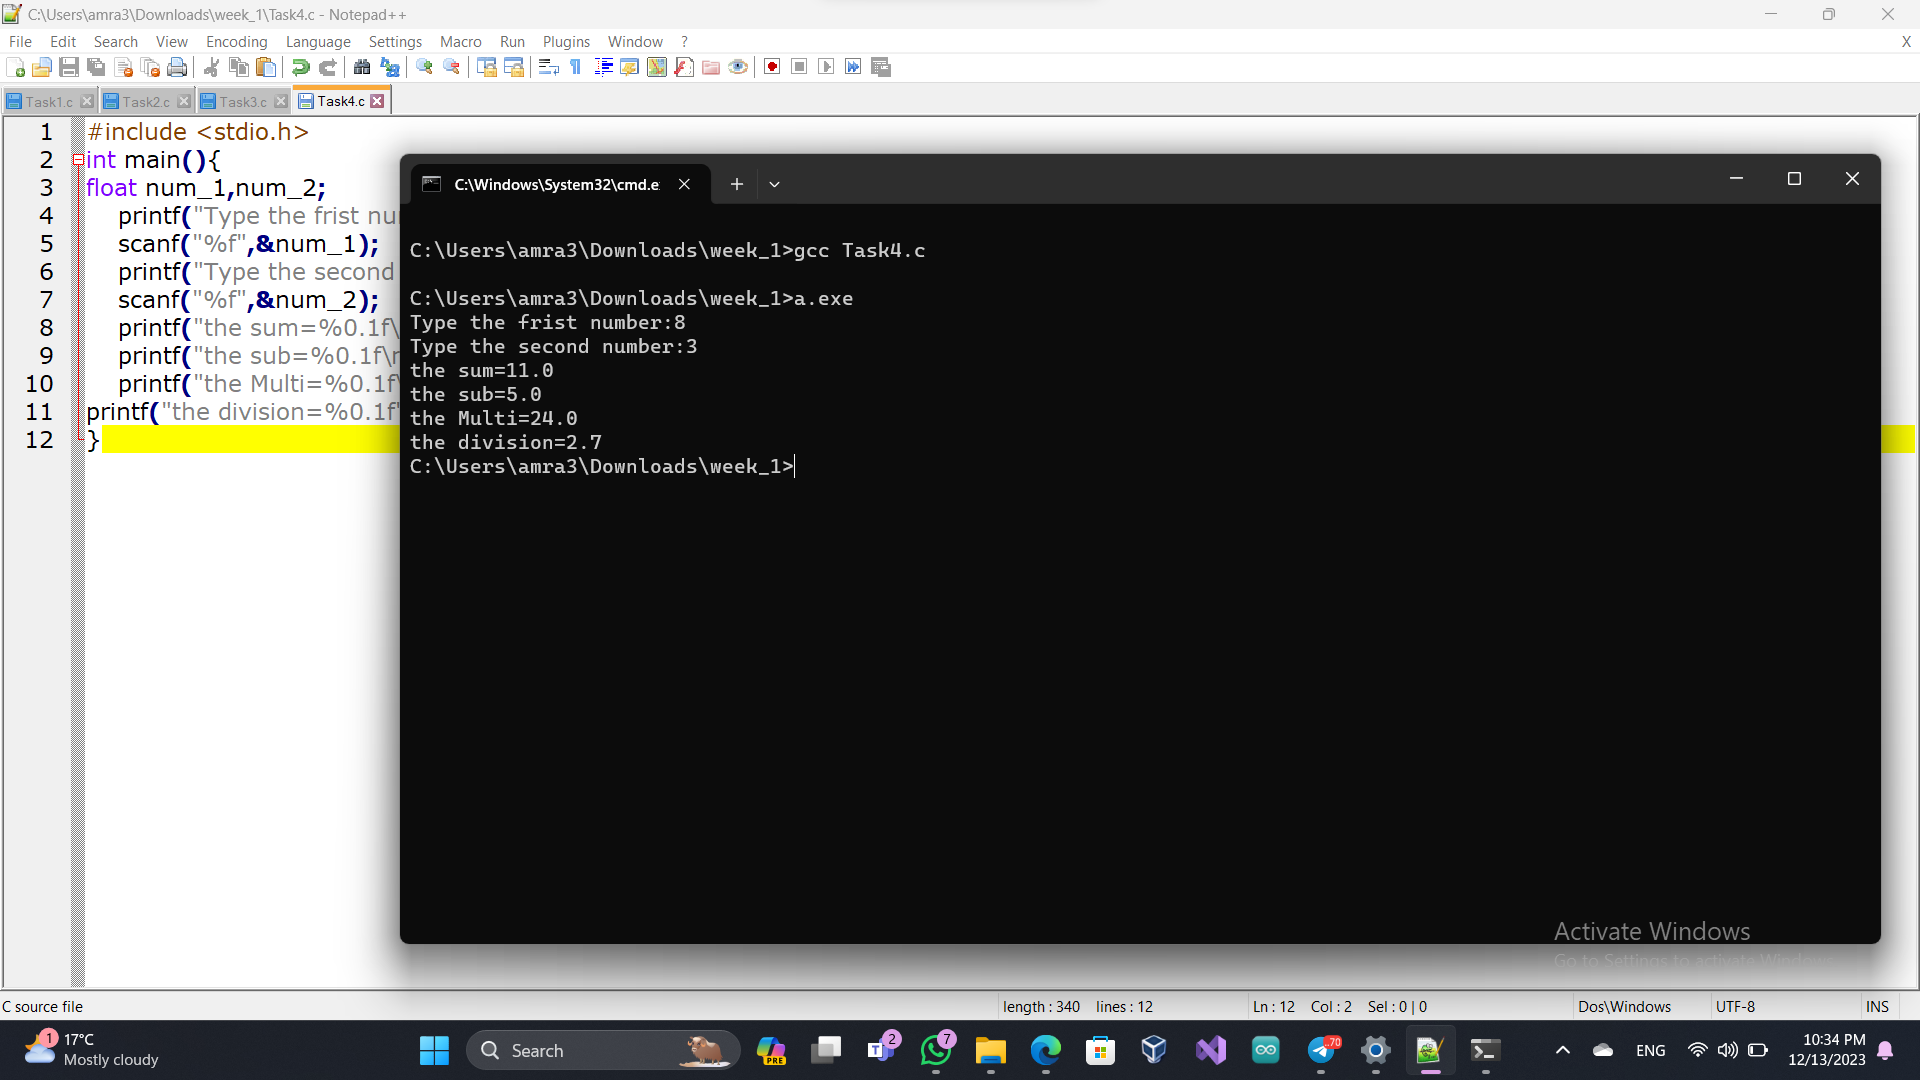 C:\Users\amra3\Downloads\week_1\Task4.c - Notepad++
File Edit Search View Encoding Language Settings Macro Run Plugins Window ? X
Task1.c Task2.c Task3.c Task4.c
1 #include <stdio.h>
2 int main(){
3 float num_1,num_2;
4 printf("Type the frist nu
5 scanf("%f",&num_1);
6 printf("Type the second
7 scanf("%f",&num_2);
8 printf("the sum=%0.1f\
9 printf("the sub=%0.1f\
10 printf("the Multi=%0.1f
11 printf("the division=%0.1f
12 }
C:\Windows\System32\cmd.e
C:\Users\amra3\Downloads\week_1>gcc Task4.c
C:\Users\amra3\Downloads\week_1>a.exe
Type the frist number:8
Type the second number:3
the sum=11.0
the sub=5.0
the Multi=24.0
the division=2.7
C:\Users\amra3\Downloads\week_1>
Activate Windows
Go to Settings to activate Windows
C source file length : 340 lines : 12 Ln : 12 Col : 2 Sel : 0 | 0 Dos\Windows UTF-8 INS
1 17°C
Mostly cloudy
Search
PRE
2
7
70
ENG
10:34 PM
12/13/2023